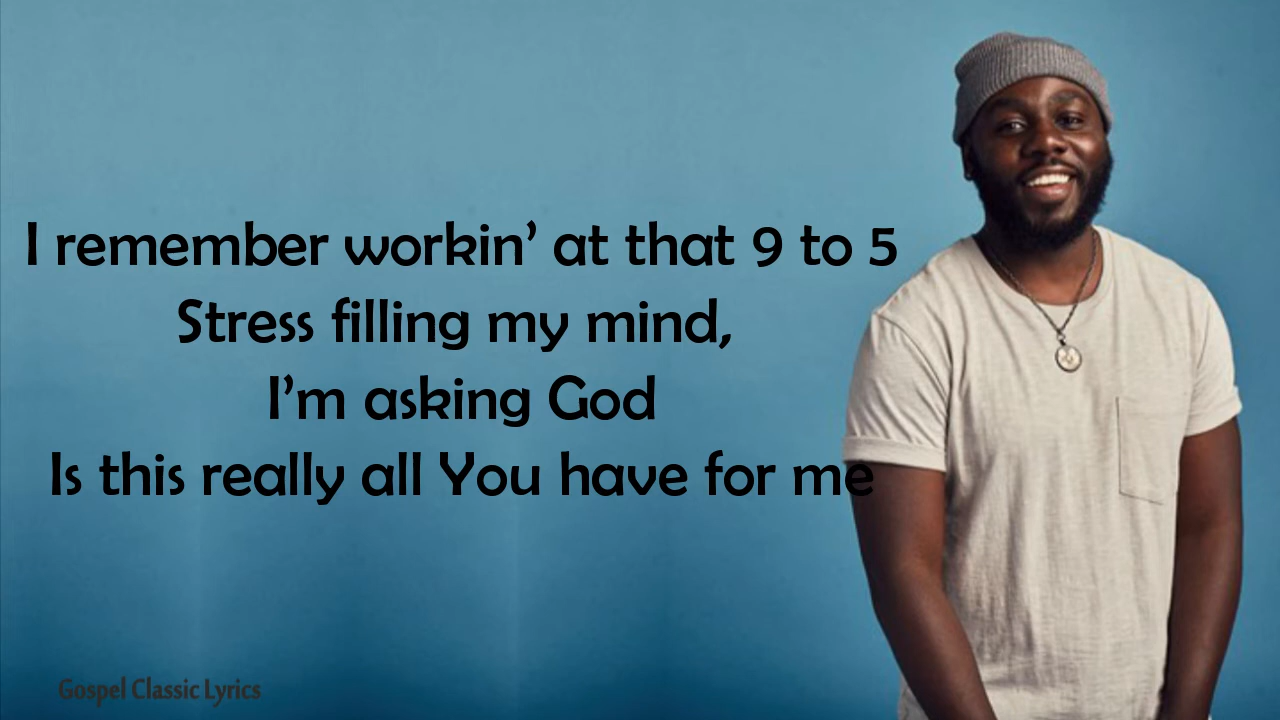 I remember workin’ at that 9 to 5
Stress filling my mind,
I’m asking God
Is this really all You have for me
Gospel Classic Lyrics